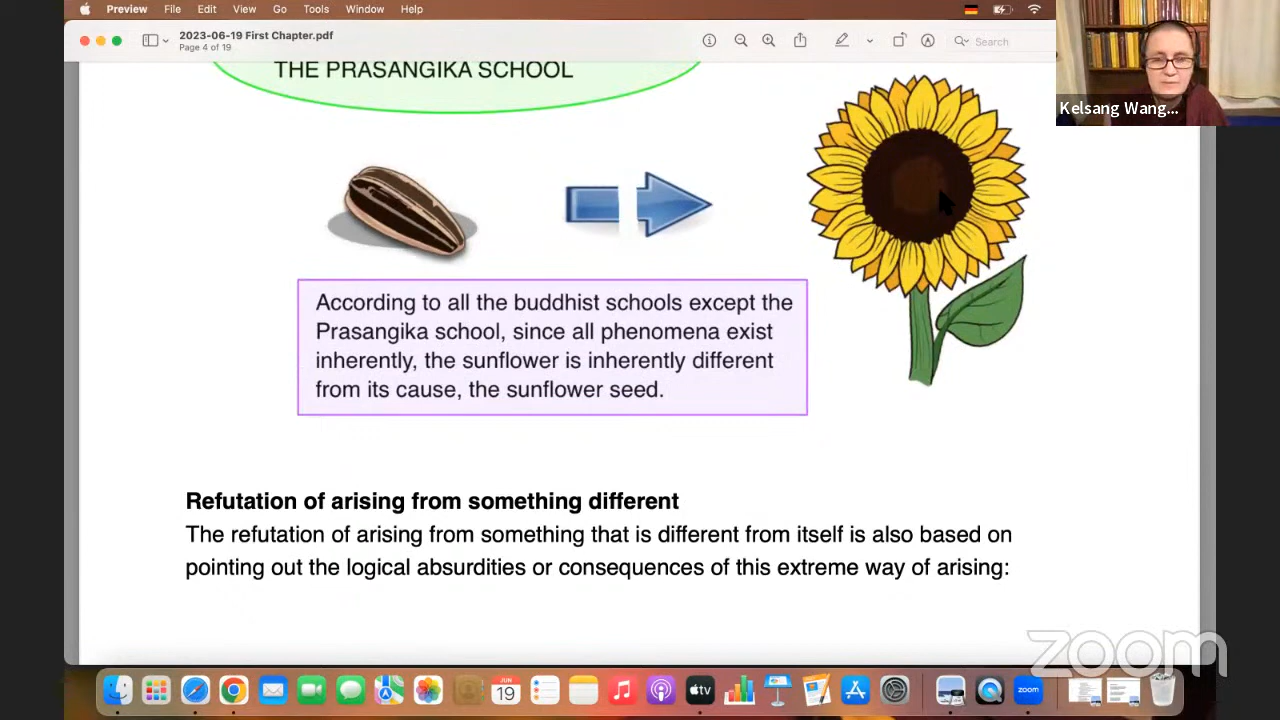 Preview File Edit View Go Tools Window Help
2023-06-19 First Chapter.pdf
Page 4 of 19
Search
Kelsang Wang...
THE PRASANGIKA SCHOOL
According to all the buddhist schools except the
Prasangika school, since all phenomena exist
inherently, the sunflower is inherently different
from its cause, the sunflower seed.
Refutation of arising from something different
The refutation of arising from something that is different from itself is also based on
pointing out the logical absurdities or consequences of this extreme way of arising:
zoom
JUN
19
tv
zoom